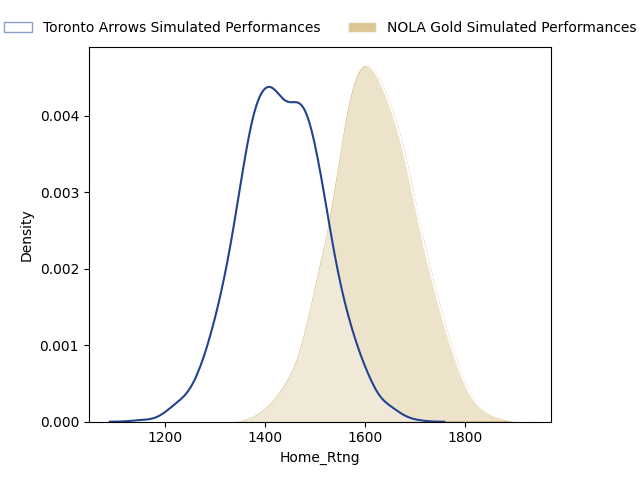 Toronto Arrows Simulated Performances NOLA Gold Simulated Performances
Density
0.004
0.003
0.002
0.001
0.000
1200 1400 1600 1800
Home_Rtng